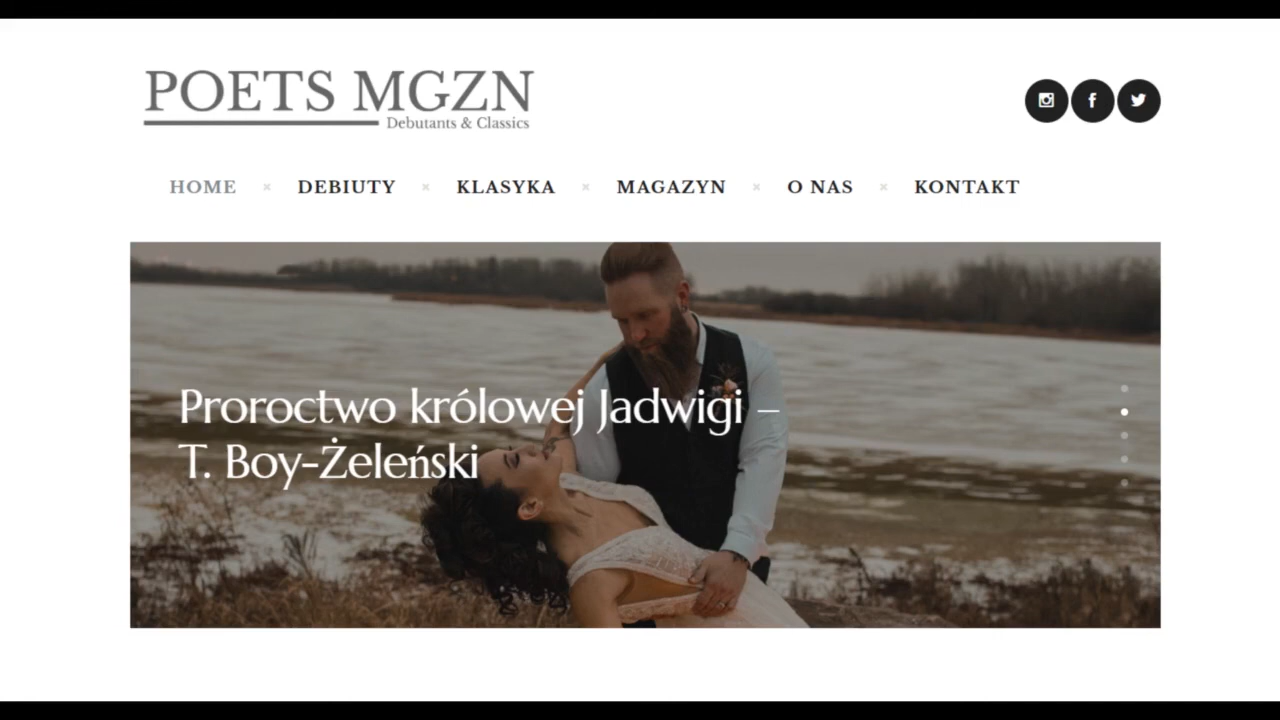 POETS MGZN
Debutants & Classics
HOME
DEBIUTY
KLASYKA
MAGAZYN
O NAS
KONTAKT
Proroctwo królowej Jadwigi –
T. Boy-Żeleński